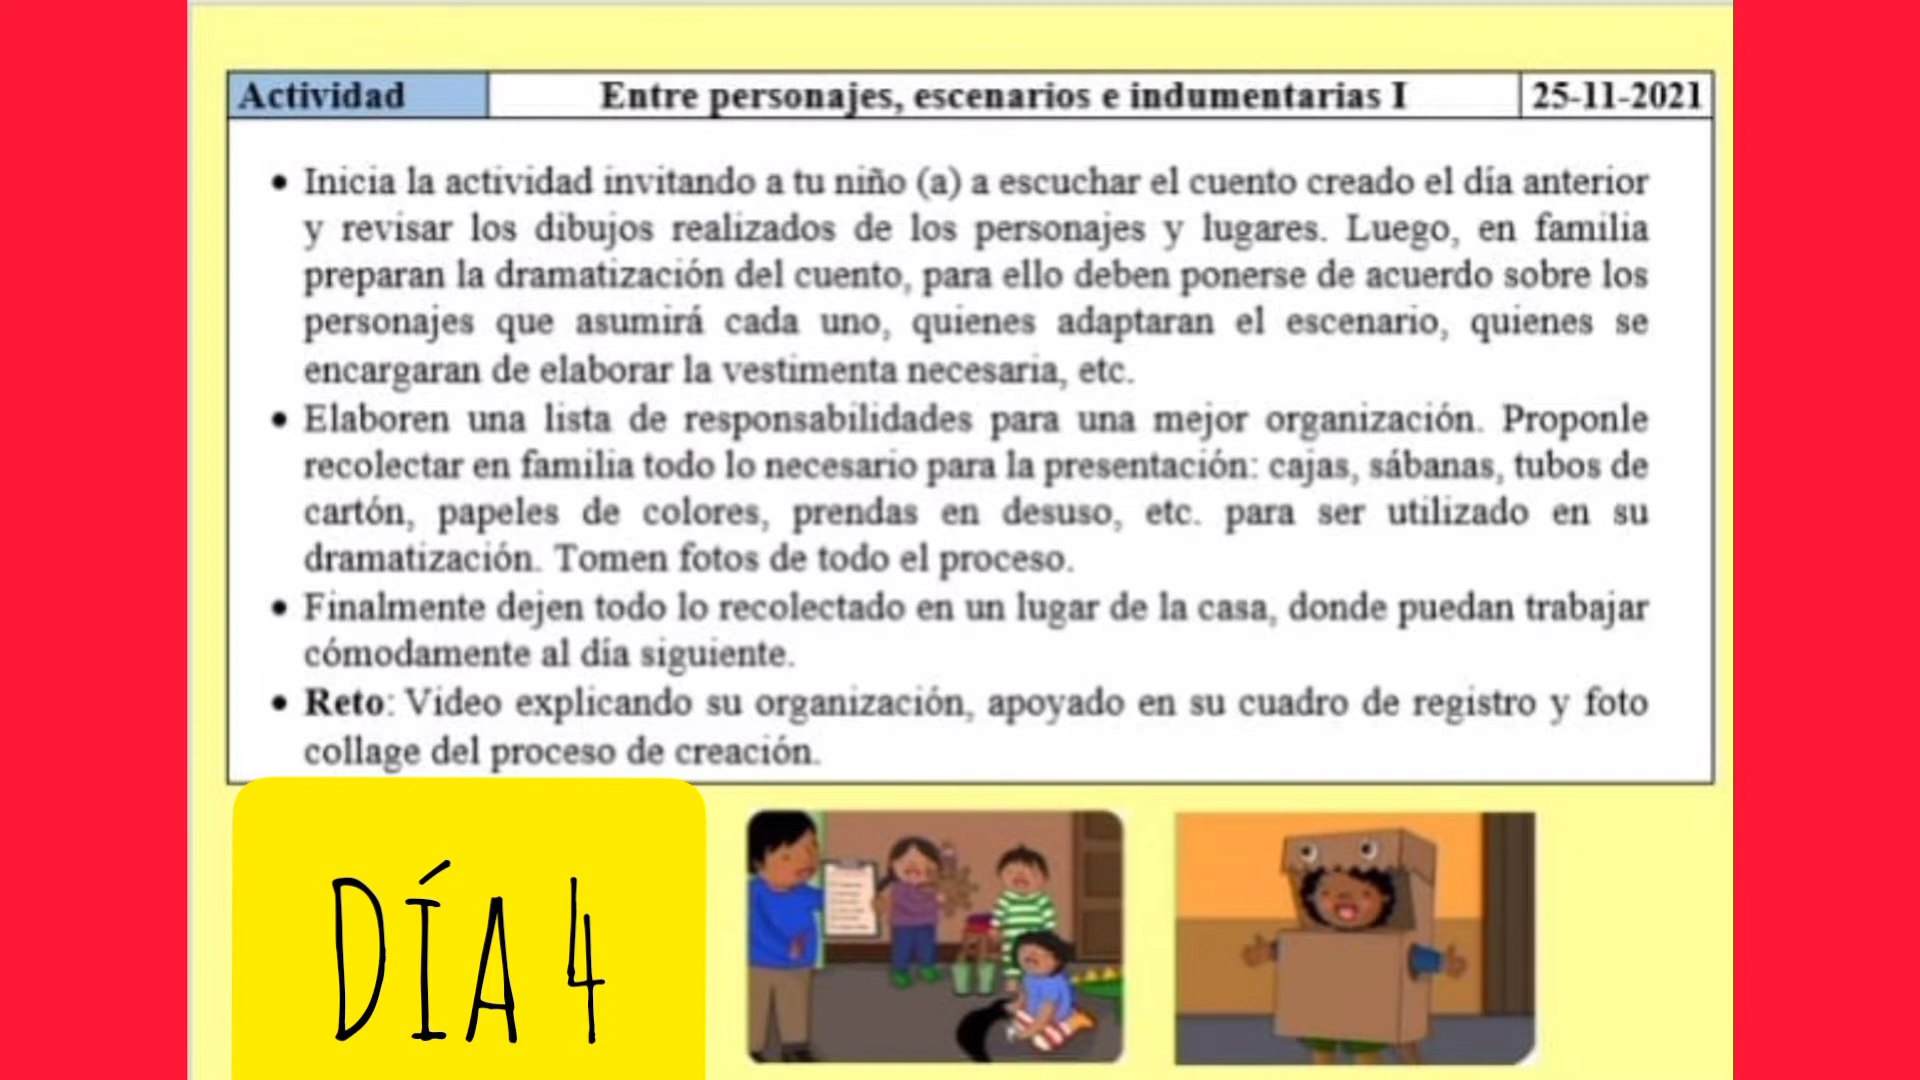 Actividad Entre personajes, escenarios e indumentarias I 25-11-2021
• Inicia la actividad invitando a tu niño (a) a escuchar el cuento creado el día anterior
y revisar los dibujos realizados de los personajes y lugares. Luego, en familia
preparan la dramatización del cuento, para ello deben ponerse de acuerdo sobre los
personajes que asumirá cada uno, quienes adaptaran el escenario, quienes se
encargaran de elaborar la vestimenta necesaria, etc.
• Elaboren una lista de responsabilidades para una mejor organización. Proponle
recolectar en familia todo lo necesario para la presentación: cajas, sábanas, tubos de
cartón, papeles de colores, prendas en desuso, etc. para ser utilizado en su
dramatización. Tomen fotos de todo el proceso.
• Finalmente dejen todo lo recolectado en un lugar de la casa, donde puedan trabajar
cómodamente al día siguiente.
• Reto: Video explicando su organización, apoyado en su cuadro de registro y foto
collage del proceso de creación.
DÍA 4